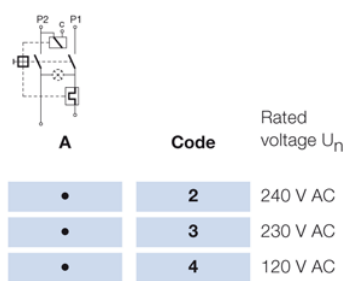 P2 C P1
Rated
A Code voltage Un
• 2 240 V AC
• 3 230 V AC
• 4 120 V AC